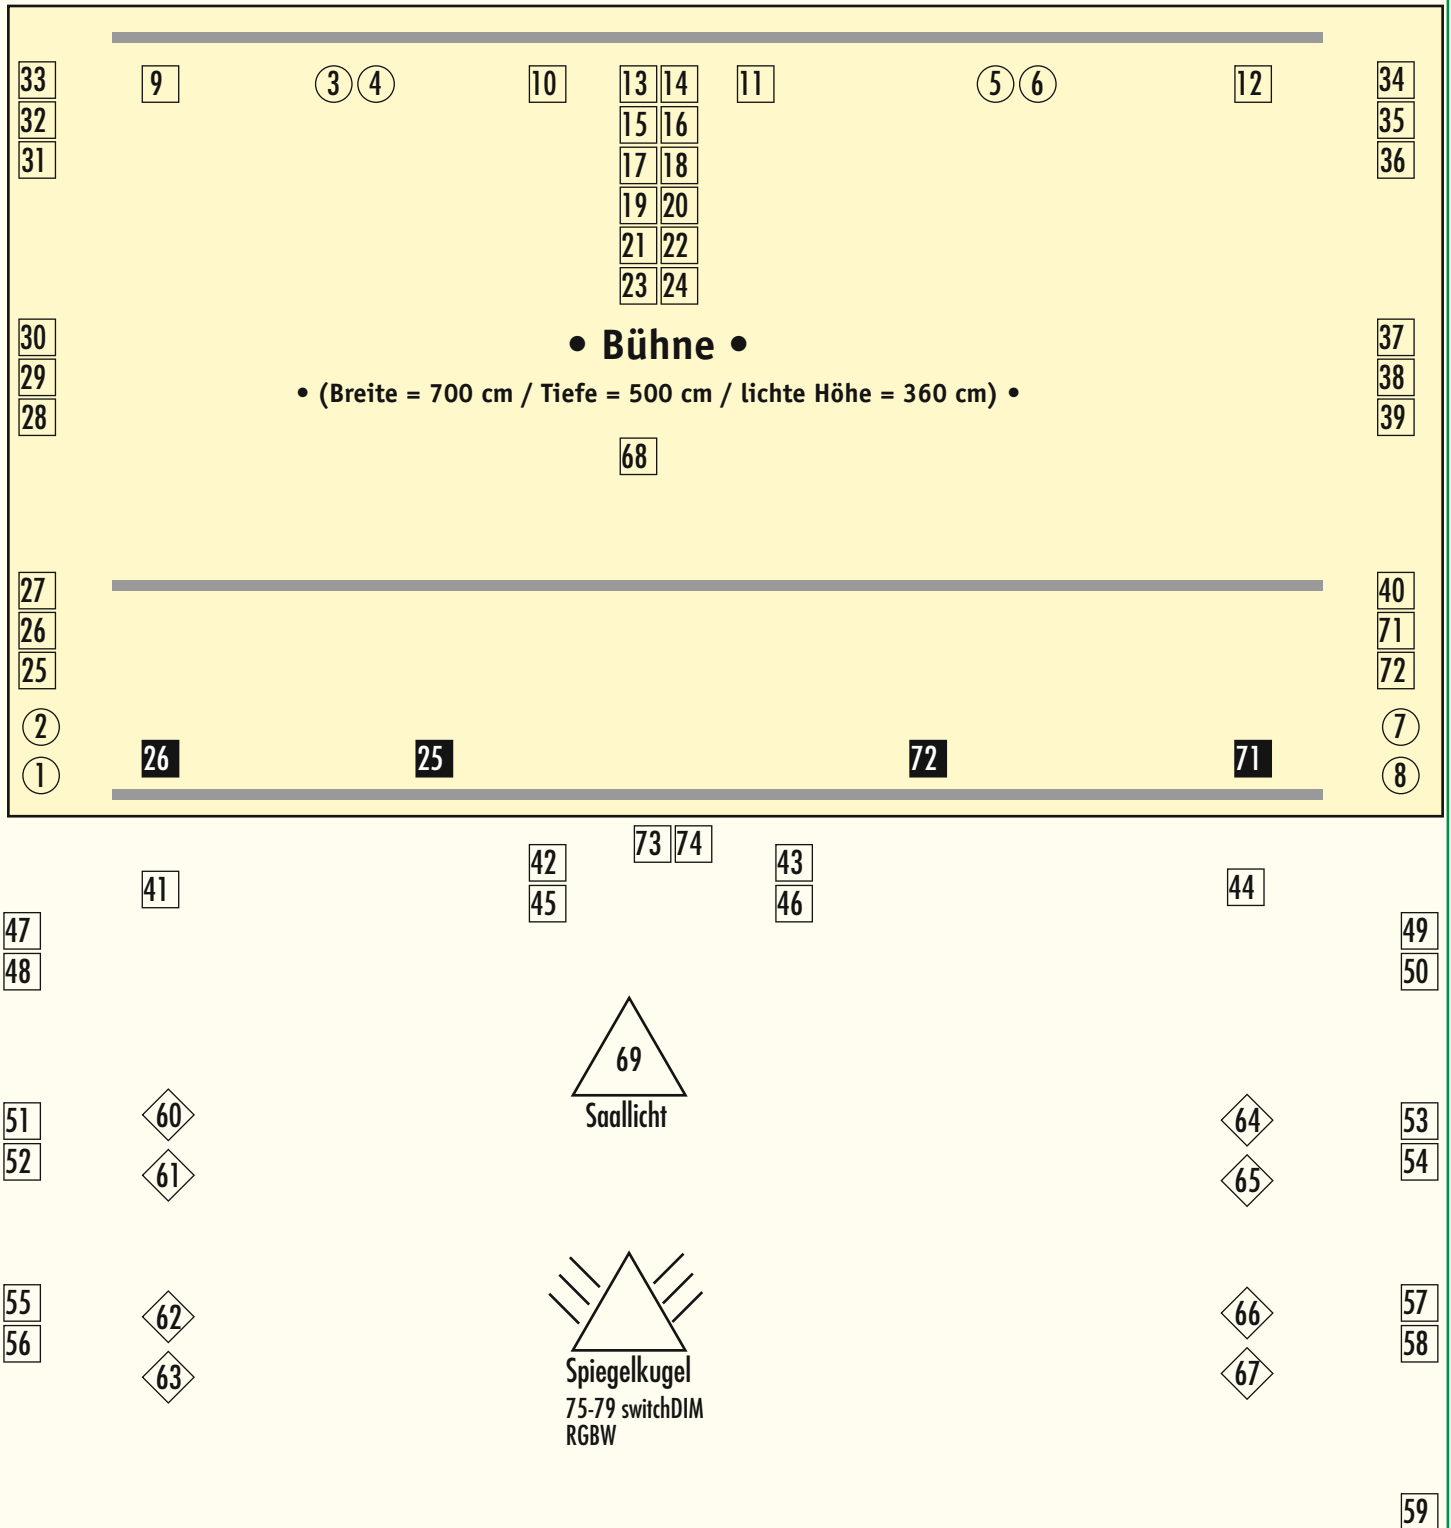 33 9 3 4 10 13 14 11 5 6 12 34
32 15 16 35
31 17 18 36
19 20
21 22
23 24
30 • Bühne • 37
29 • (Breite = 700 cm / Tiefe = 500 cm / lichte Höhe = 360 cm) • 38
28 39
68
27 40
26 71
25 72
2 7
26 25 72 71
1 8
73 74
42 43
41 44
45 46
47 49
48 50
69
Saallicht
51 60 64 53
52 61 65 54
55 62 66 57
56 58
Spiegelkugel
63 67
75-79 switchDIM
RGBW
59